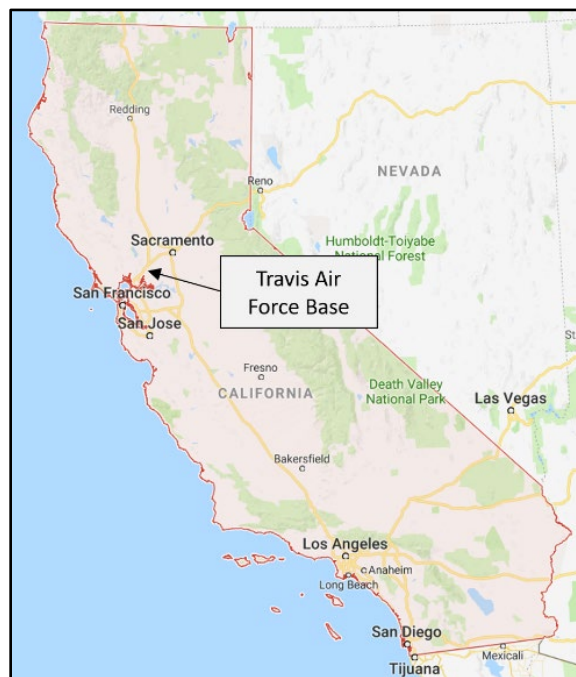 Redding
NEVADA
Reno
Sacramento
Humboldt-Toiyabe
National Forest
Travis Air
Force Base
San Francisco
San Jose
Fresno
CALIFORNIA
Death Valley
National Park
Las Vegas
St
Bakersfield
Los Angeles
Anaheim
Long Beach
San Diego
Mexicali
Tijuana